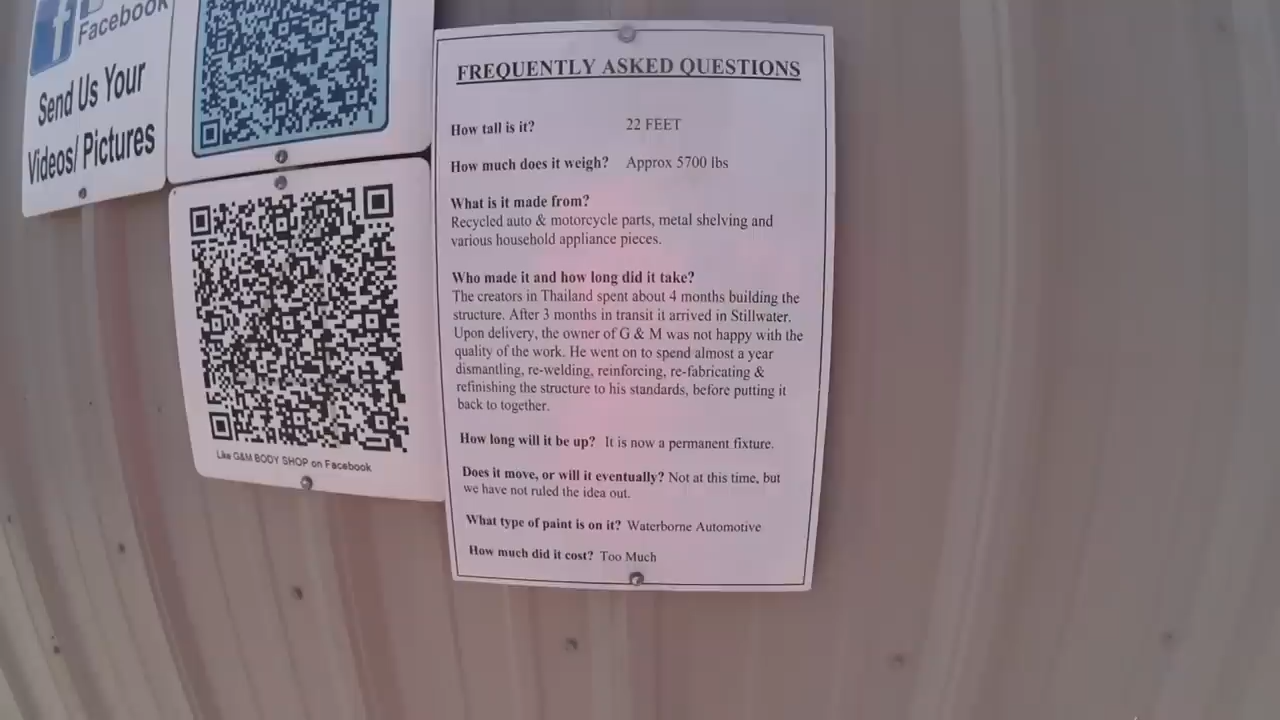 Facebook
Send Us Your
Videos/ Pictures
Like G&M BODY SHOP on Facebook
FREQUENTLY ASKED QUESTIONS
How tall is it? 22 FEET
How much does it weigh? Approx 5700 lbs
What is it made from?
Recycled auto & motorcycle parts, metal shelving and
various household appliance pieces.
Who made it and how long did it take?
The creators in Thailand spent about 4 months building the
structure. After 3 months in transit it arrived in Stillwater.
Upon delivery, the owner of G & M was not happy with the
quality of the work. He went on to spend almost a year
dismantling, re-welding, reinforcing, re-fabricating &
refinishing the structure to his standards, before putting it
back to together.
How long will it be up? It is now a permanent fixture.
Does it move, or will it eventually? Not at this time, but
we have not ruled the idea out.
What type of paint is on it? Waterborne Automotive
How much did it cost? Too Much